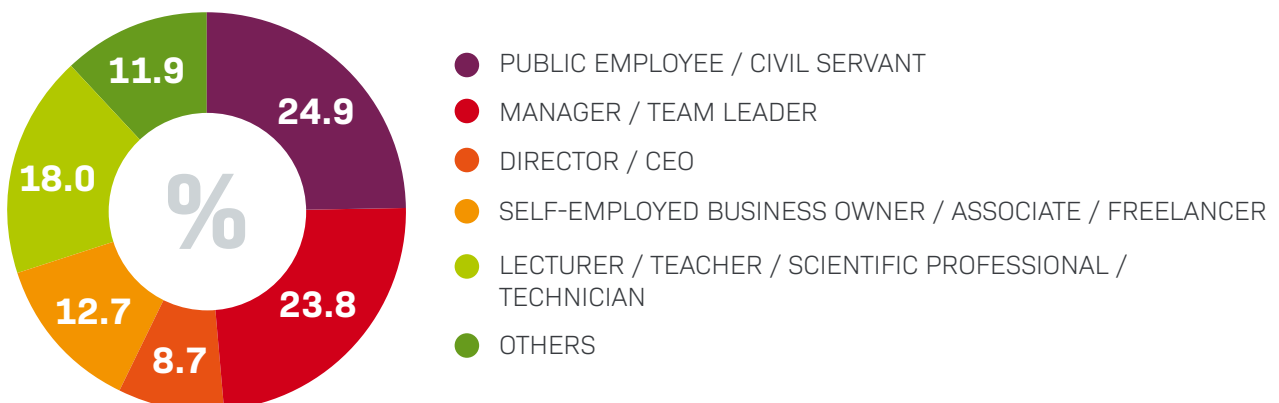 11.9
24.9
18.0
%
12.7
23.8
8.7
PUBLIC EMPLOYEE / CIVIL SERVANT
MANAGER / TEAM LEADER
DIRECTOR / CEO
SELF-EMPLOYED BUSINESS OWNER / ASSOCIATE / FREELANCER
LECTURER / TEACHER / SCIENTIFIC PROFESSIONAL /
TECHNICIAN
OTHERS